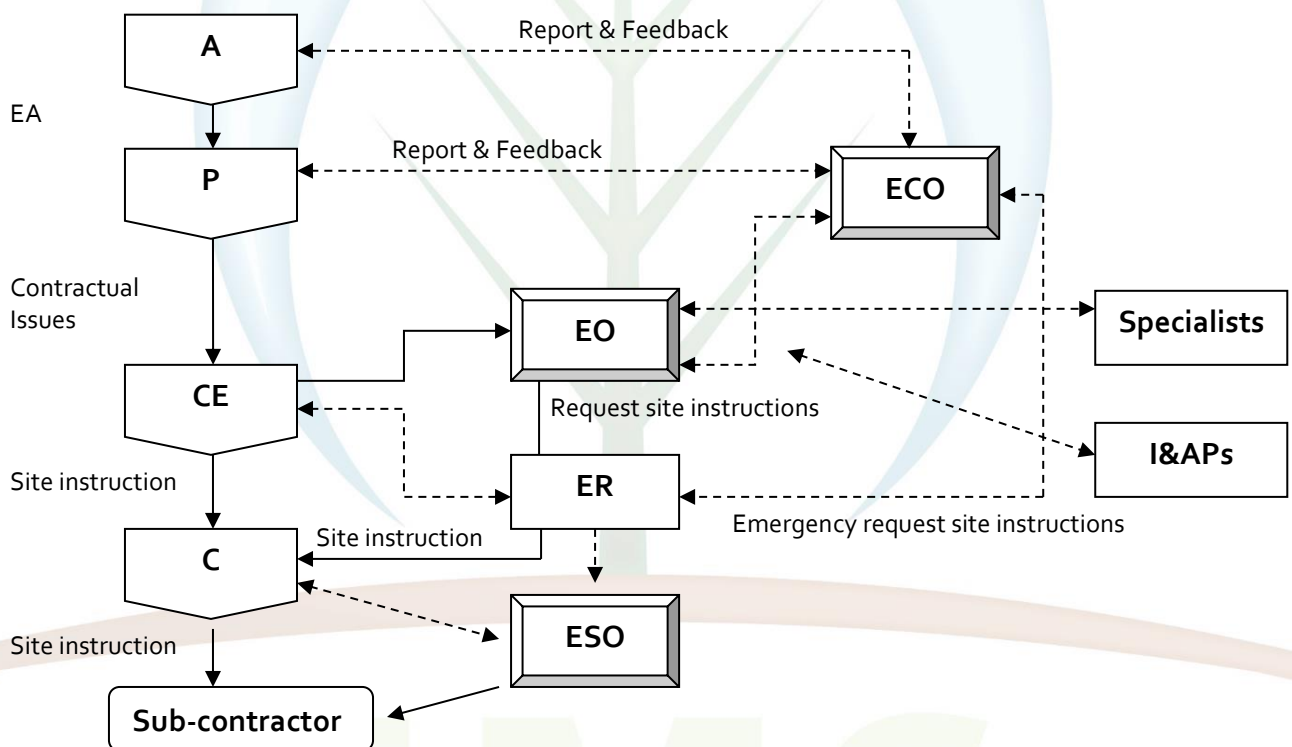 A
Report & Feedback
EA
P
Report & Feedback
ECO
Contractual
Issues
EO
Specialists
CE
Request site instructions
I&APs
Site instruction
ER
Emergency request site instructions
Site instruction
C
ESO
Site instruction
Sub-contractor